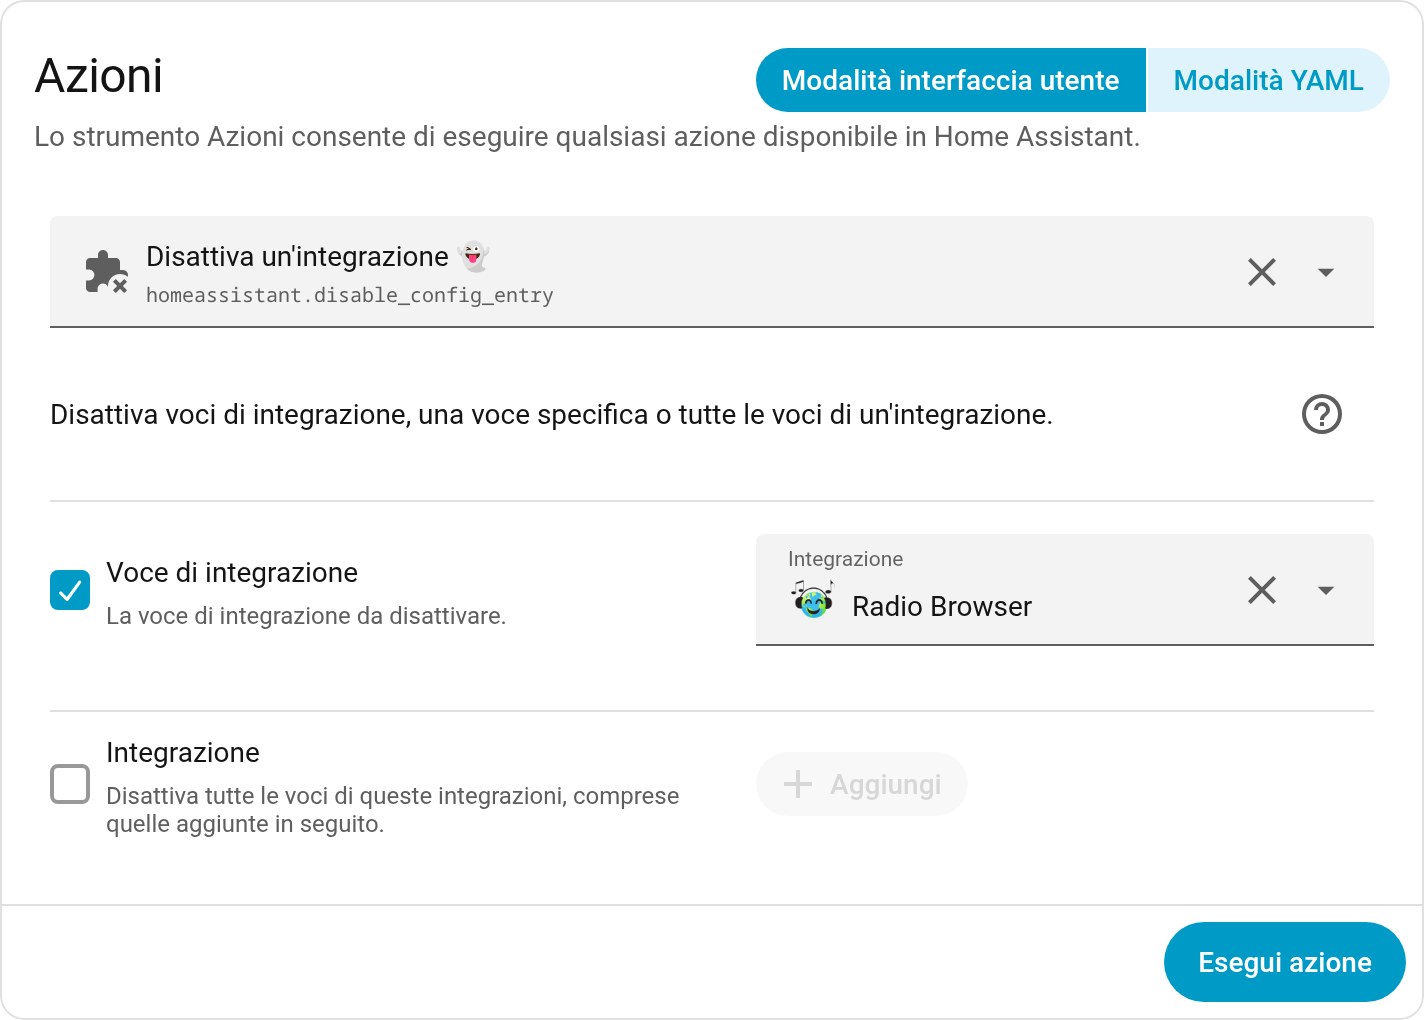 Azioni
Modalità interfaccia utente
Modalità YAML
Lo strumento Azioni consente di eseguire qualsiasi azione disponibile in Home Assistant.
Disattiva un'integrazione 👻
homeassistant.disable_config_entry
Disattiva voci di integrazione, una voce specifica o tutte le voci di un'integrazione.
Voce di integrazione
La voce di integrazione da disattivare.
Integrazione
Radio Browser
Integrazione
Disattiva tutte le voci di queste integrazioni, comprese
quelle aggiunte in seguito.
Aggiungi
Esegui azione